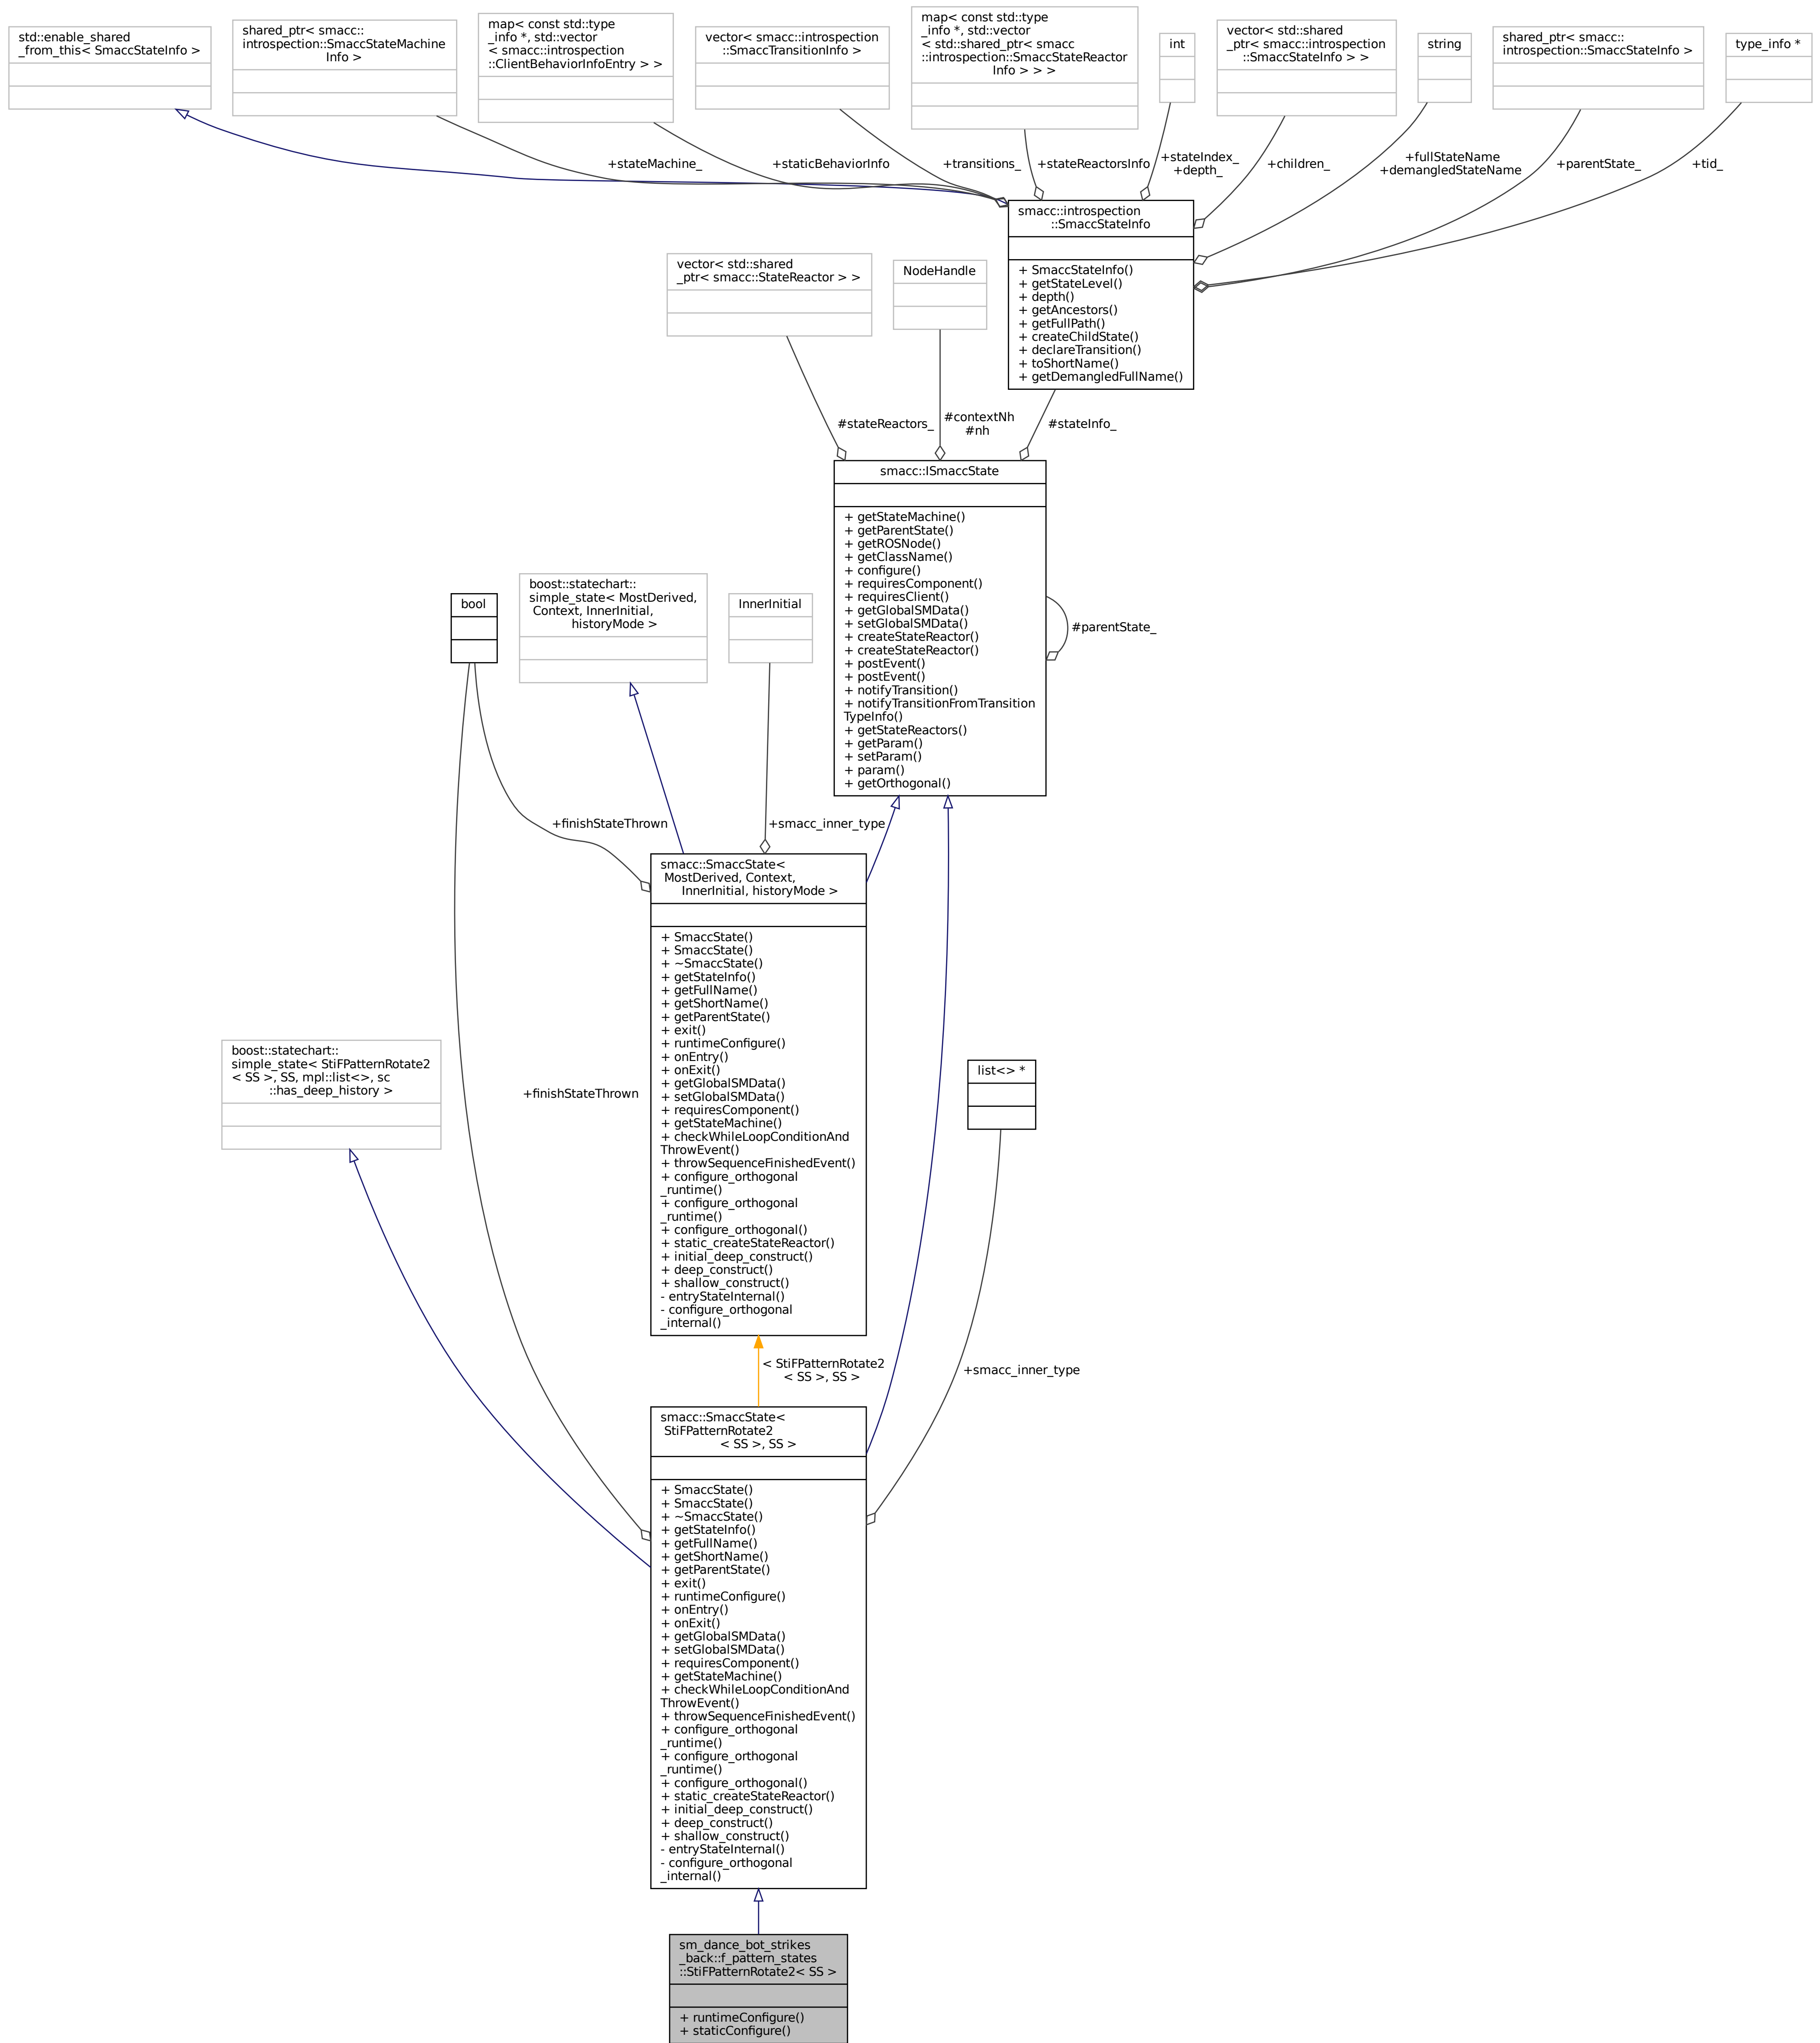 std::enable_shared
_from_this< SmaccStateInfo >
shared_ptr< smacc::
introspection::SmaccStateMachine
Info >
map< const std::type
_info *, std::vector
< smacc::introspection
::ClientBehaviorInfoEntry > >
vector< smacc::introspection
::SmaccTransitionInfo >
map< const std::type
_info *, std::vector
< std::shared_ptr< smacc
::introspection::SmaccStateReactor
Info > > >
int
vector< std::shared
_ptr< smacc::introspection
::SmaccStateInfo > >
string
shared_ptr< smacc::
introspection::SmaccStateInfo >
type_info *
+stateMachine_
+staticBehaviorInfo
+transitions_
+stateReactorsInfo
+stateIndex_
+depth_
+children_
+fullStateName
+demangledStateName
+parentState_
+tid_
smacc::introspection
::SmaccStateInfo
+ SmaccStateInfo()
+ getStateLevel()
+ depth()
+ getAncestors()
+ getFullPath()
+ createChildState()
+ declareTransition()
+ toShortName()
+ getDemangledFullName()
vector< std::shared
_ptr< smacc::StateReactor > >
NodeHandle
#stateReactors_
#contextNh
#nh
#stateInfo_
smacc::ISmaccState
+ getStateMachine()
+ getParentState()
+ getROSNode()
+ getClassName()
+ configure()
+ requiresComponent()
+ requiresClient()
+ getGlobalSMData()
+ setGlobalSMData()
+ createStateReactor()
+ createStateReactor()
+ postEvent()
+ postEvent()
+ notifyTransition()
+ notifyTransitionFromTransition
TypeInfo()
+ getStateReactors()
+ getParam()
+ setParam()
+ param()
+ getOrthogonal()
#parentState_
bool
boost::statechart::
simple_state< MostDerived,
Context, InnerInitial,
historyMode >
InnerInitial
+finishStateThrown
+smacc_inner_type
smacc::SmaccState<
MostDerived, Context,
InnerInitial, historyMode >
+ SmaccState()
+ SmaccState()
+ ~SmaccState()
+ getStateInfo()
+ getFullName()
+ getShortName()
+ getParentState()
+ exit()
+ runtimeConfigure()
+ onEntry()
+ onExit()
+ getGlobalSMData()
+ setGlobalSMData()
+ requiresComponent()
+ getStateMachine()
+ checkWhileLoopConditionAnd
ThrowEvent()
+ throwSequenceFinishedEvent()
+ configure_orthogonal
_runtime()
+ configure_orthogonal
_runtime()
+ configure_orthogonal()
+ static_createStateReactor()
+ initial_deep_construct()
+ deep_construct()
+ shallow_construct()
- entryStateInternal()
- configure_orthogonal
_internal()
boost::statechart::
simple_state< StiFPatternRotate2
< SS >, SS, mpl::list<>, sc
::has_deep_history >
+finishStateThrown
list<> *
< StiFPatternRotate2
< SS >, SS >
+smacc_inner_type
smacc::SmaccState<
StiFPatternRotate2
< SS >, SS >
+ SmaccState()
+ SmaccState()
+ ~SmaccState()
+ getStateInfo()
+ getFullName()
+ getShortName()
+ getParentState()
+ exit()
+ runtimeConfigure()
+ onEntry()
+ onExit()
+ getGlobalSMData()
+ setGlobalSMData()
+ requiresComponent()
+ getStateMachine()
+ checkWhileLoopConditionAnd
ThrowEvent()
+ throwSequenceFinishedEvent()
+ configure_orthogonal
_runtime()
+ configure_orthogonal
_runtime()
+ configure_orthogonal()
+ static_createStateReactor()
+ initial_deep_construct()
+ deep_construct()
+ shallow_construct()
- entryStateInternal()
- configure_orthogonal
_internal()
sm_dance_bot_strikes
_back::f_pattern_states
::StiFPatternRotate2< SS >
+ runtimeConfigure()
+ staticConfigure()